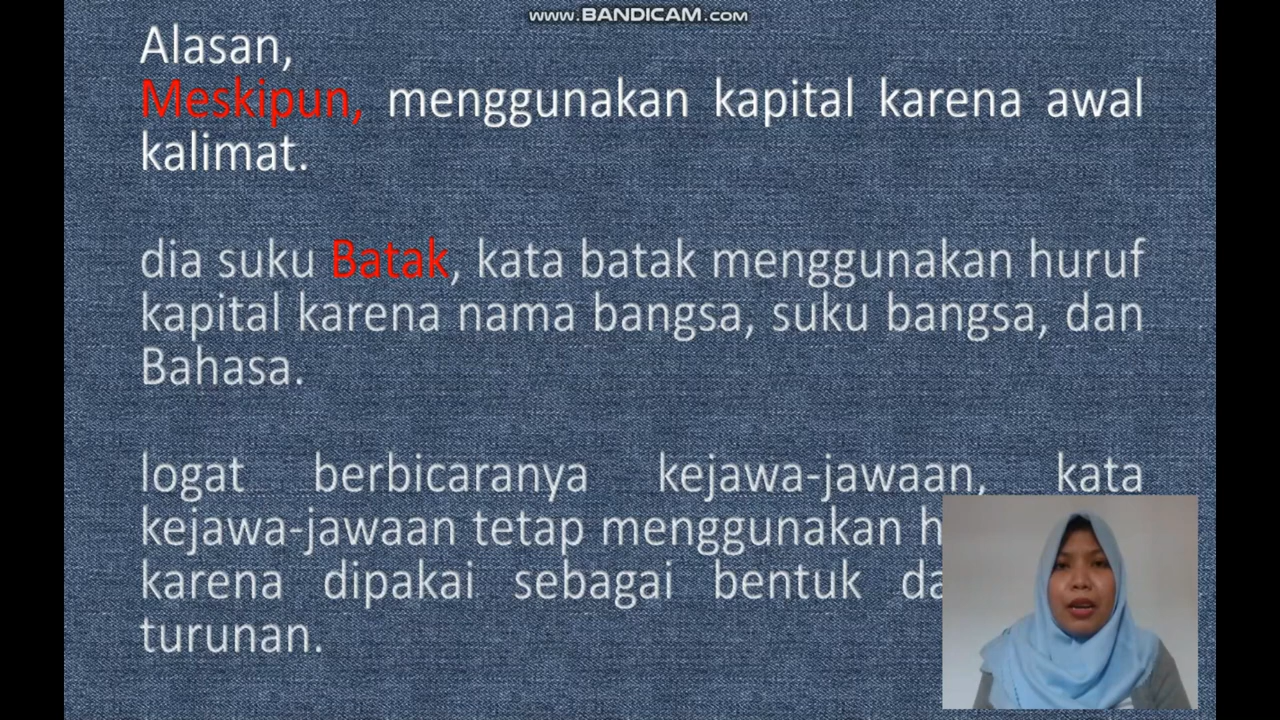 www.BANDICAM.com
Alasan,
Meskipun, menggunakan kapital karena awal
kalimat.
dia suku Batak, kata batak menggunakan huruf
kapital karena nama bangsa, suku bangsa, dan
Bahasa.
logat berbicaranya kejawa-jawaan, kata
kejawa-jawaan tetap menggunakan
karena dipakai sebagai bentuk
turunan.